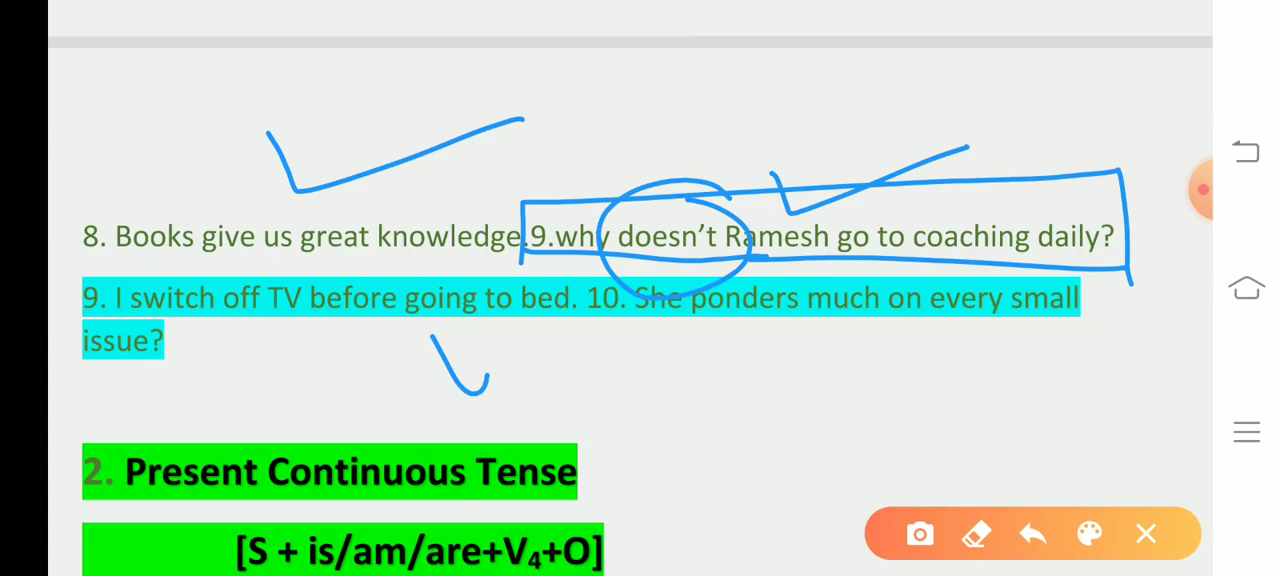 8. Books give us great knowledge.9.why doesn’t Ramesh go to coaching daily?
9. I switch off TV before going to bed. 10. She ponders much on every small
issue?
2. Present Continuous Tense
[S + is/am/are+V₄+O]